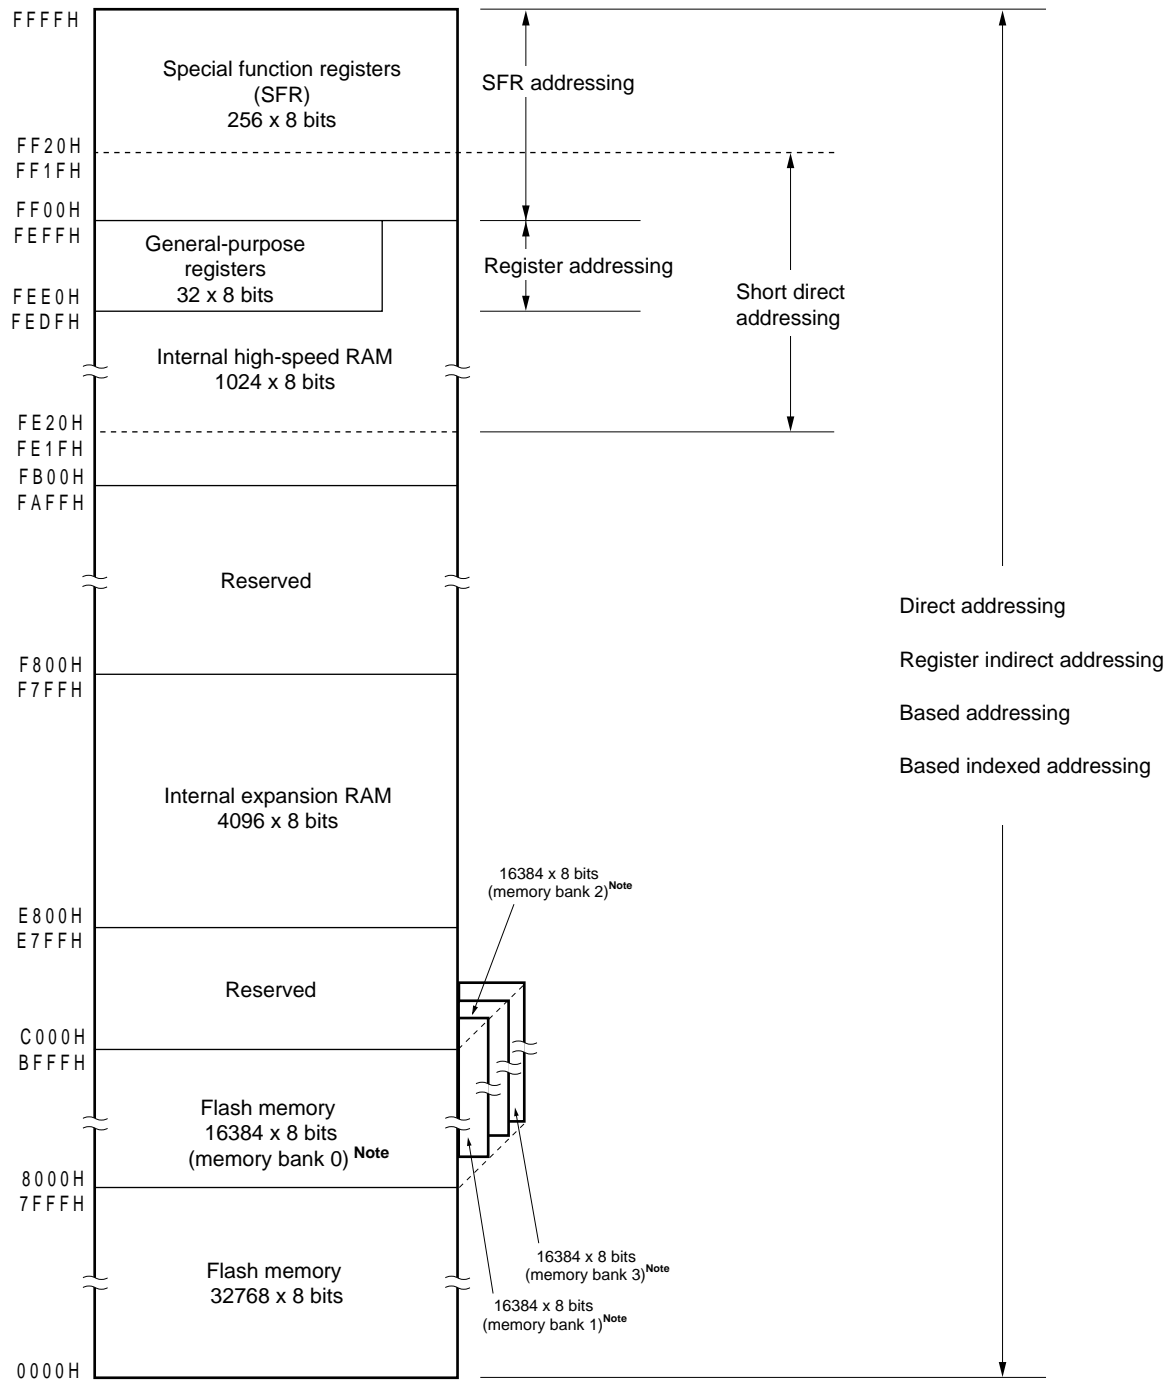 FFFFH
Special function registers
(SFR)
256 x 8 bits
SFR addressing
FF20H
FF1FH
FF00H
FEFFH
General-purpose
registers
32 x 8 bits
Register addressing
Short direct
addressing
FEE0H
FEDFH
Internal high-speed RAM
1024 x 8 bits
FE20H
FE1FH
FB00H
FAFFH
Reserved
Direct addressing
Register indirect addressing
Based addressing
Based indexed addressing
F800H
F7FFH
Internal expansion RAM
4096 x 8 bits
16384 x 8 bits
(memory bank 2)Note
E800H
E7FFH
Reserved
C000H
BFFFH
Flash memory
16384 x 8 bits
(memory bank 0) Note
8000H
7FFFH
Flash memory
32768 x 8 bits
16384 x 8 bits
(memory bank 3)Note
16384 x 8 bits
(memory bank 1)Note
0000H